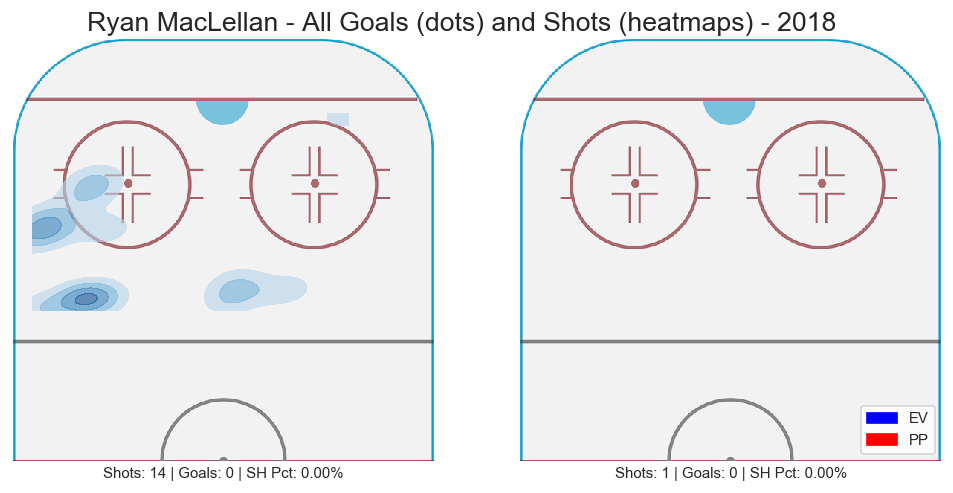 Ryan MacLellan - All Goals (dots) and Shots (heatmaps) - 2018
EV
PP
Shots: 14 | Goals: 0 | SH Pct: 0.00%
Shots: 1 | Goals: 0 | SH Pct: 0.00%